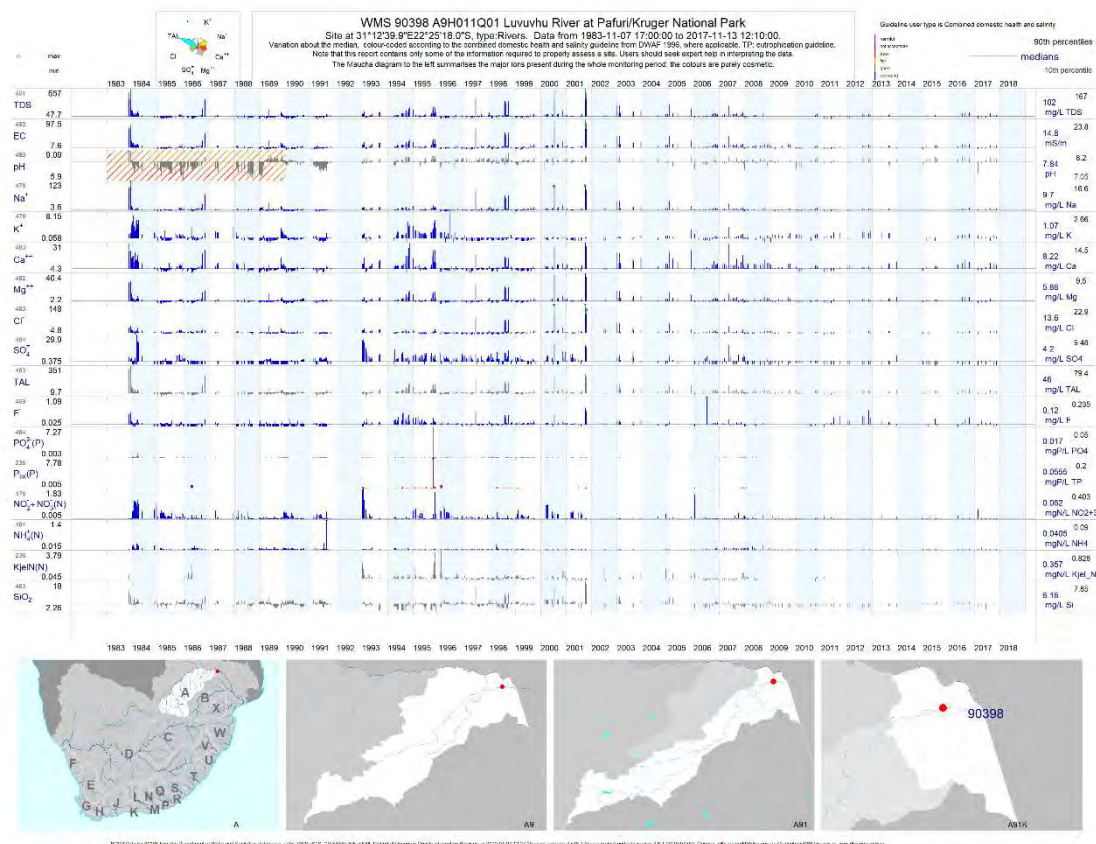 K⁺
TAL Na⁺
Cl⁻ Ca⁺⁺
SO₄⁼ Mg⁺⁺
WMS 90398 A9H011Q01 Luvuvhu River at Pafuri/Kruger National Park
Site at 31°12'39.9"E22°25'18.0"S, type:Rivers. Data from 1983-11-07 17:00:00 to 2017-11-13 12:10:00.
Variation about the median, colour-coded according to the combined domestic health and salinity guideline from DWAF 1996, where applicable. TP: eutrophication guideline.
Note that this report contains only some of the information required to properly assess a site. Users should seek expert help in interpreting the data.
The Maucha diagram to the left summarises the major ions present during the whole monitoring period: the colours are purely cosmetic.
Guideline user type is Combined domestic health and salinity
90th percentiles
medians
10th percentile
n max
min
1983 1984 1985 1986 1987 1988 1989 1990 1991 1992 1993 1994 1995 1996 1997 1998 1999 2000 2001 2002 2003 2004 2005 2006 2007 2008 2009 2010 2011 2012 2013 2014 2015 2016 2017 2018
TDS 657 47.7 102 167 mg/L TDS
EC 97.5 7.6 14.8 23.8 mS/m
pH 9.09 5.9 7.84 8.2 pH 7.05
Na⁺ 123 3.6 9.7 16.6 mg/L Na
K⁺ 8.15 0.058 1.07 2.66 mg/L K
Ca⁺⁺ 31 4.3 8.22 14.5 mg/L Ca
Mg⁺⁺ 40.4 2.2 5.86 9.5 mg/L Mg
Cl⁻ 148 4.8 13.6 22.9 mg/L Cl
SO₄⁼ 20.9 0.375 4.2 9.48 mg/L SO4
TAL 351 9.7 46 79.4 mg/L TAL
F⁻ 1.09 0.025 0.12 0.235 mg/L F
PO₄³⁻(P) 7.27 0.003 0.017 0.05 mgP/L PO4
P_tot(P) 7.78 0.005 0.0555 0.2 mgP/L TP
NO₃⁻+NO₂⁻(N) 1.83 0.005 0.062 0.403 mgN/L NO2+3
NH₄⁺(N) 1.4 0.015 0.0405 0.09 mgN/L NH4
KjelN(N) 3.79 0.045 0.357 0.828 mgN/L Kjel_N
SiO₂ 18 2.26 6.16 7.85 mg/L Si
1983 1984 1985 1986 1987 1988 1989 1990 1991 1992 1993 1994 1995 1996 1997 1998 1999 2000 2001 2002 2003 2004 2005 2006 2007 2008 2009 2010 2011 2012 2013 2014 2015 2016 2017 2018
A B X C W D V U F T E L N Q S G H J K M P R
A
A9
A91
90398
A91K